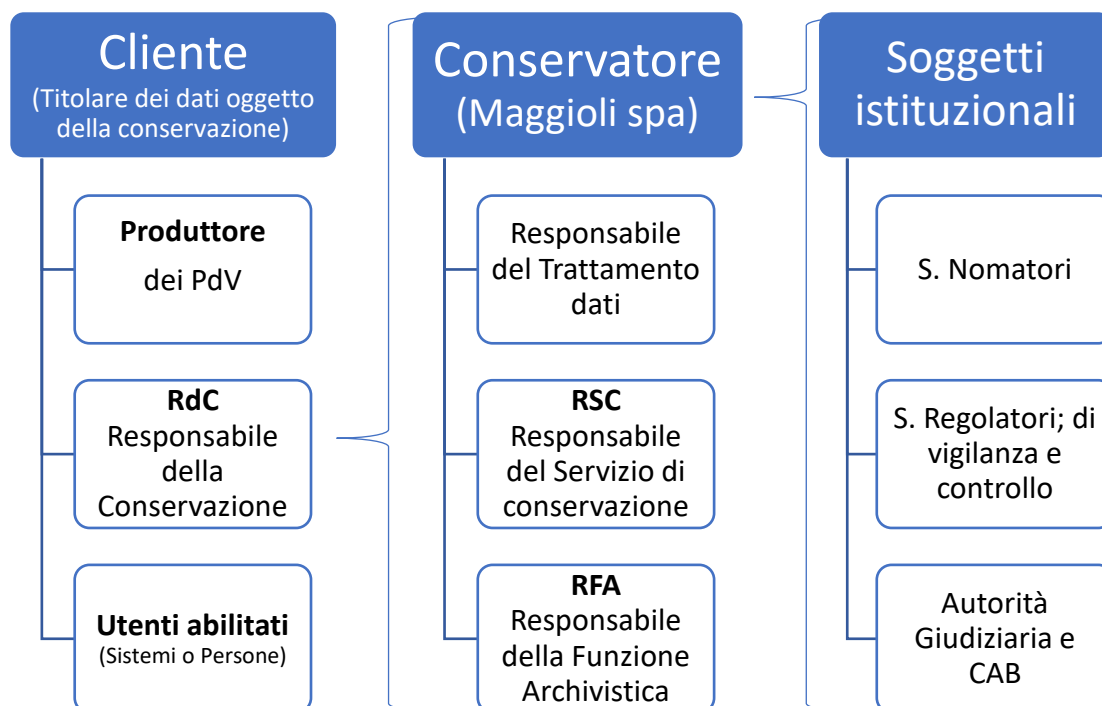 Cliente
(Titolare dei dati oggetto
della conservazione)
Produttore
dei PdV
RdC
Responsabile
della
Conservazione
Utenti abilitati
(Sistemi o Persone)
Conservatore
(Maggioli spa)
Responsabile
del Trattamento
dati
RSC
Responsabile
del Servizio di
conservazione
RFA
Responsabile
della Funzione
Archivistica
Soggetti
istituzionali
S. Nomatori
S. Regolatori; di
vigilanza e
controllo
Autorità
Giudiziaria e
CAB